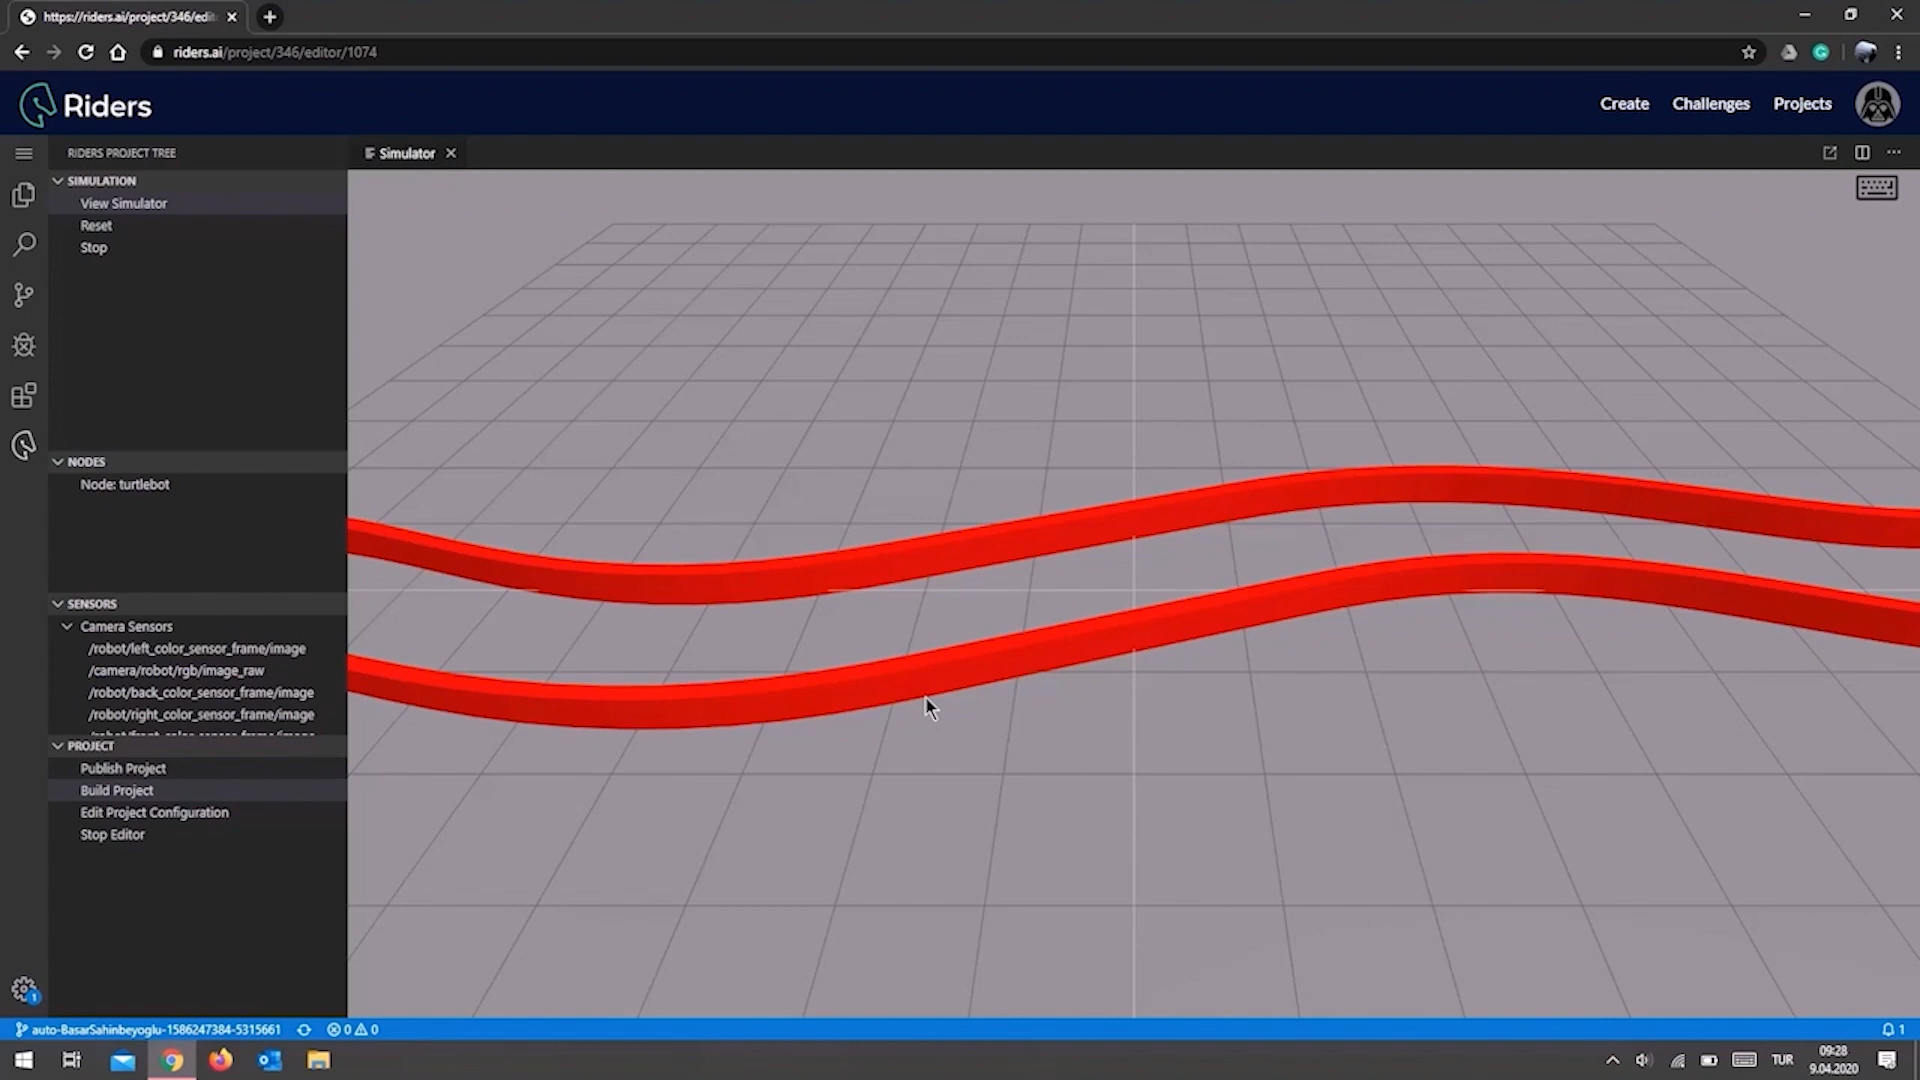 https://riders.ai/project/346/edi
riders.ai/project/346/editor/1074
Riders
Create Challenges Projects
RIDERS PROJECT TREE
Simulator
SIMULATION
View Simulator
Reset
Stop
NODES
Node: turtlebot
SENSORS
Camera Sensors
/robot/left_color_sensor_frame/image
/camera/robot/rgb/image_raw
/robot/back_color_sensor_frame/image
/robot/right_color_sensor_frame/image
PROJECT
Publish Project
Build Project
Edit Project Configuration
Stop Editor
1
auto-BasarSahinbeyoglu-1586247384-5315661 0 0 1
TUR
09:28
9.04.2020